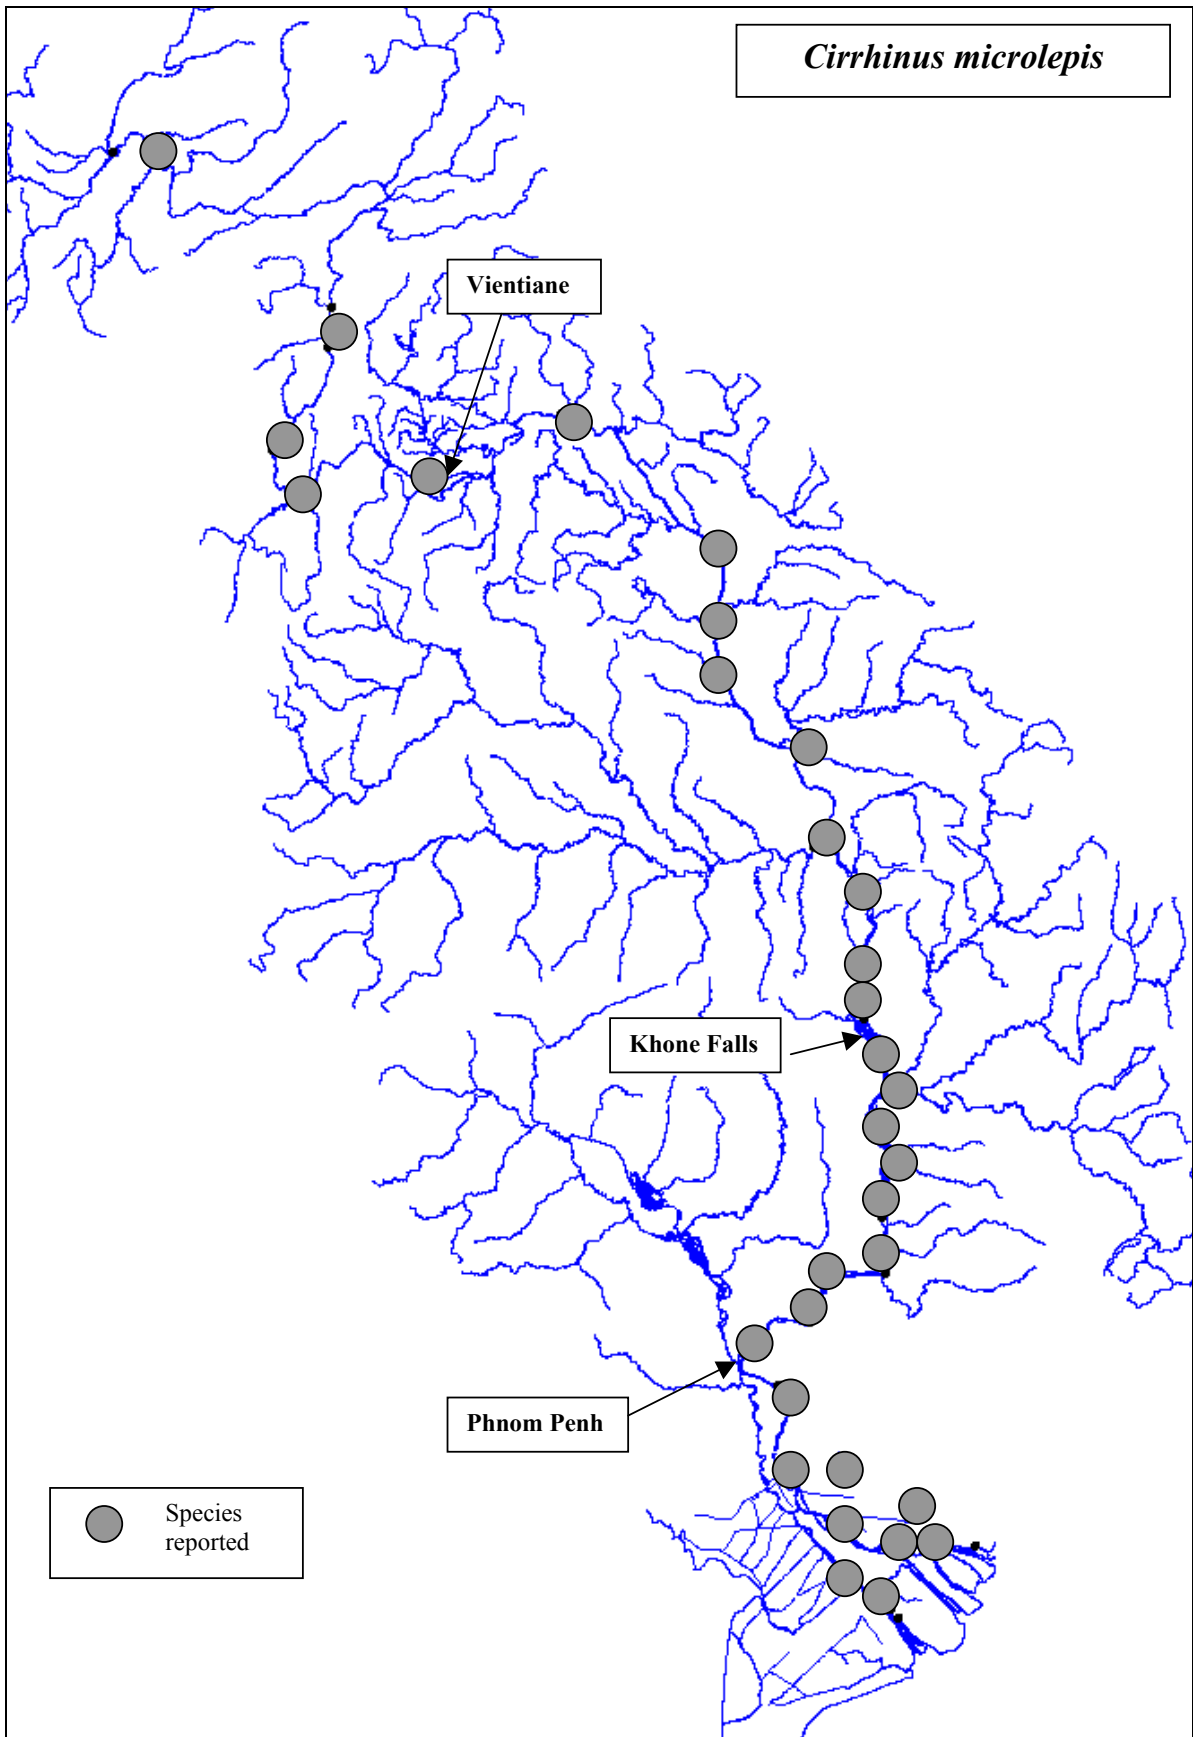 Cirrhinus microlepis
Vientiane
Khone Falls
Phnom Penh
Species
reported